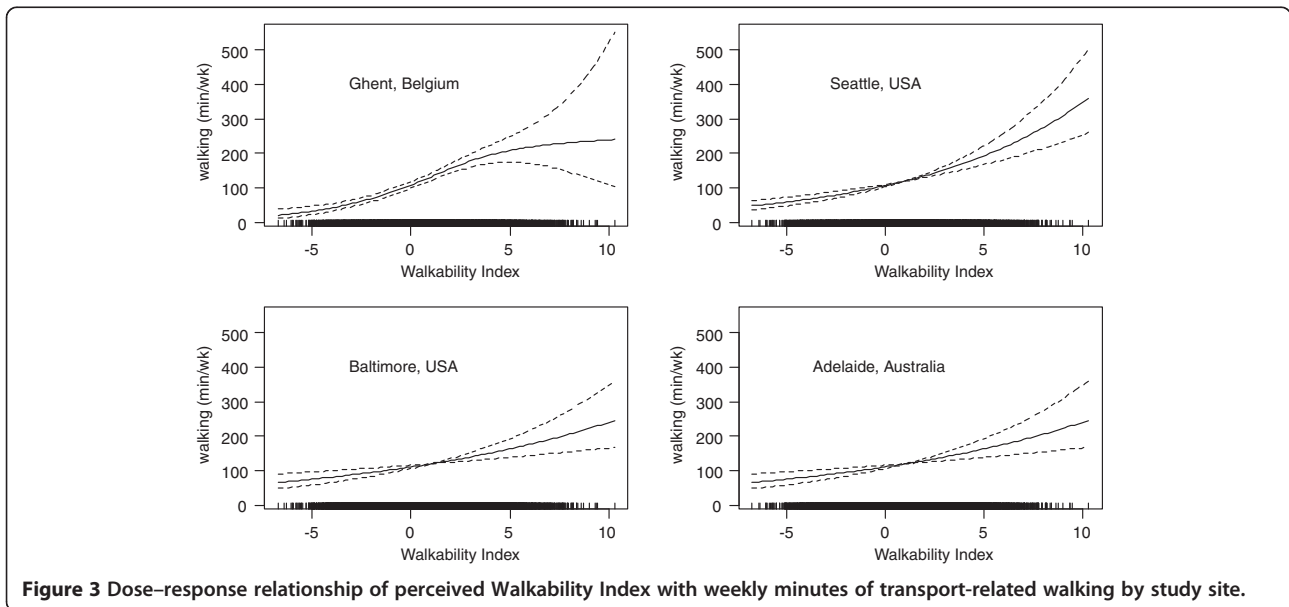 Ghent, Belgium
walking (min/wk)
500
400
300
200
100
0
-5 0 5 10
Walkability Index
Seattle, USA
walking (min/wk)
500
400
300
200
100
0
-5 0 5 10
Walkability Index
Baltimore, USA
walking (min/wk)
500
400
300
200
100
0
-5 0 5 10
Walkability Index
Adelaide, Australia
walking (min/wk)
500
400
300
200
100
0
-5 0 5 10
Walkability Index
Figure 3 Dose–response relationship of perceived Walkability Index with weekly minutes of transport-related walking by study site.